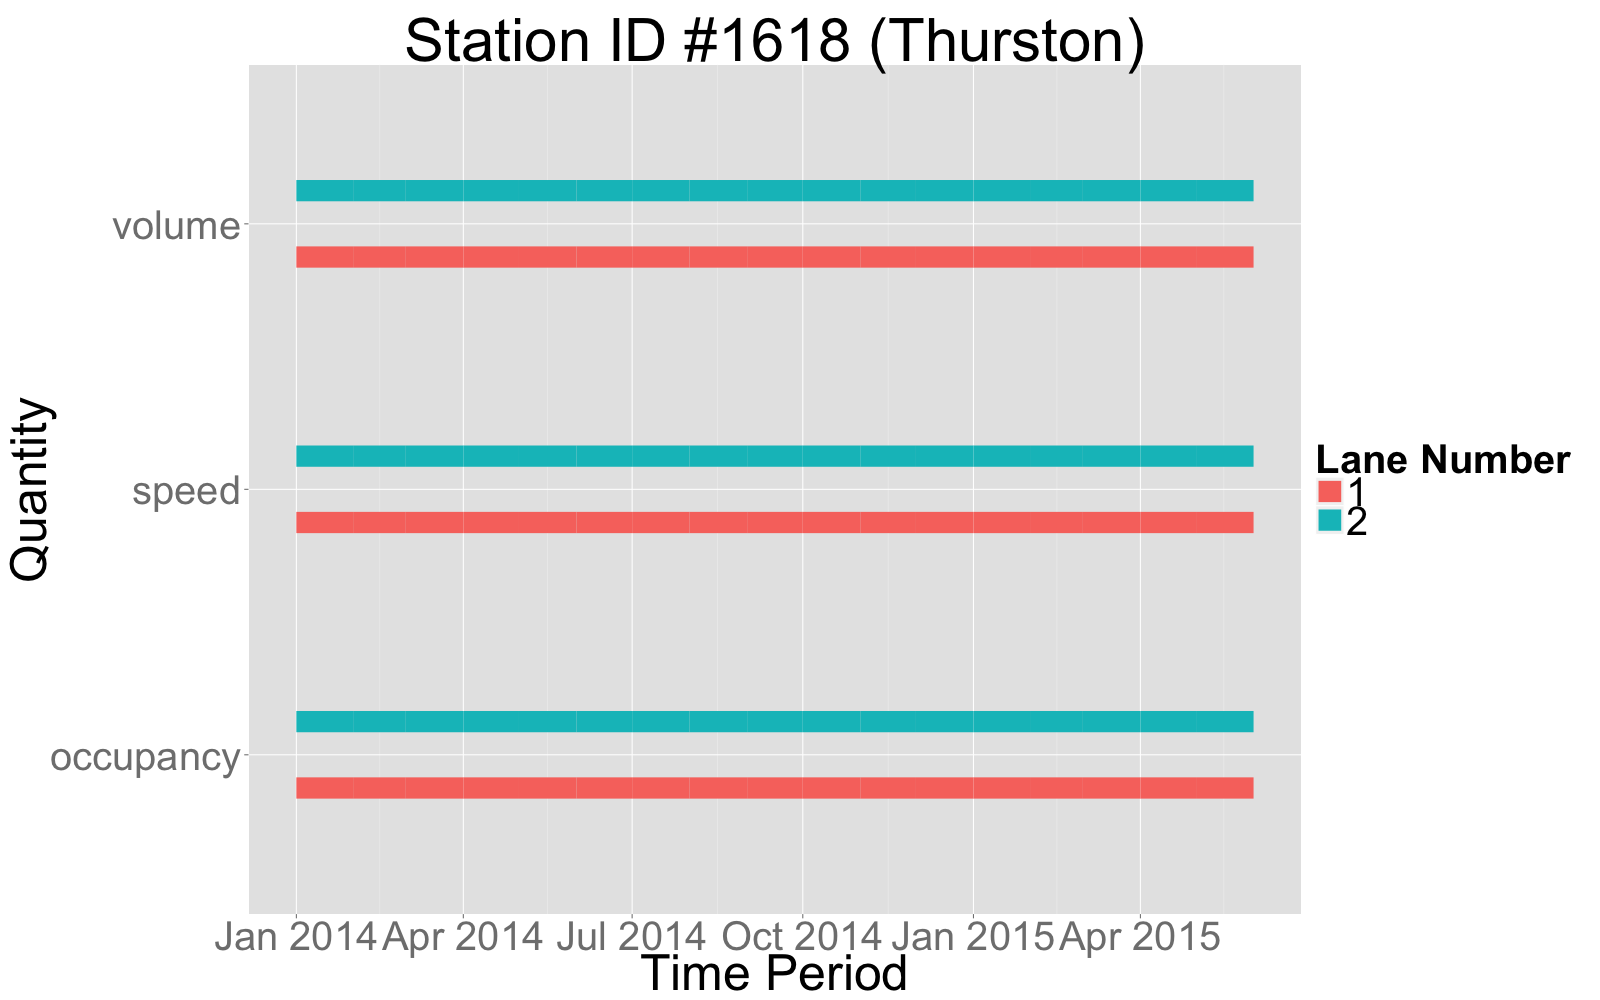 Station ID #1618 (Thurston)
Quantity
volume
speed
occupancy
Jan 2014 Apr 2014 Jul 2014 Oct 2014 Jan 2015 Apr 2015
Time Period
Lane Number
1
2